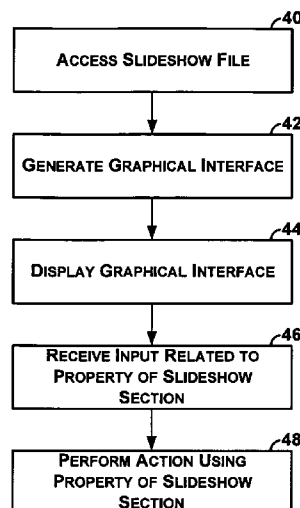 40
ACCESS SLIDESHOW FILE
42
GENERATE GRAPHICAL INTERFACE
44
DISPLAY GRAPHICAL INTERFACE
46
RECEIVE INPUT RELATED TO
PROPERTY OF SLIDESHOW
SECTION
48
PERFORM ACTION USING
PROPERTY OF SLIDESHOW
SECTION